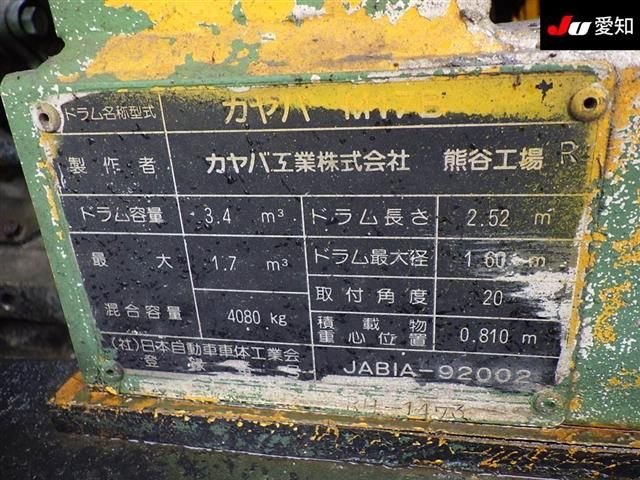 JU 愛知
ドラム名称型式 カヤバ
製作者 カヤバ工業株式会社 熊谷工場 R
ドラム容量 3.4 m³ ドラム長さ 2.52 m
最大 1.7 m³ ドラム最大径 1.60 m
混合容量 4080 kg 取付角度 20
積載物重心位置 0.810 m
(社)日本自動車車体工業会
登 JABIA-92002